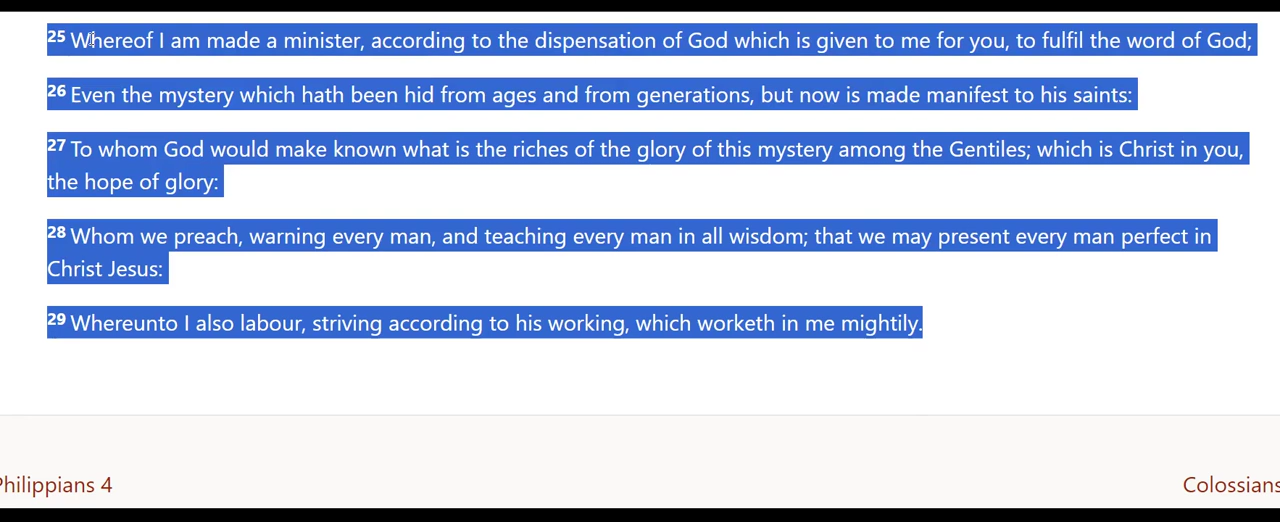 25 Whereof I am made a minister, according to the dispensation of God which is given to me for you, to fulfil the word of God;
26 Even the mystery which hath been hid from ages and from generations, but now is made manifest to his saints:
27 To whom God would make known what is the riches of the glory of this mystery among the Gentiles; which is Christ in you,
the hope of glory:
28 Whom we preach, warning every man, and teaching every man in all wisdom; that we may present every man perfect in
Christ Jesus:
29 Whereunto I also labour, striving according to his working, which worketh in me mightily.
Philippians 4
Colossians